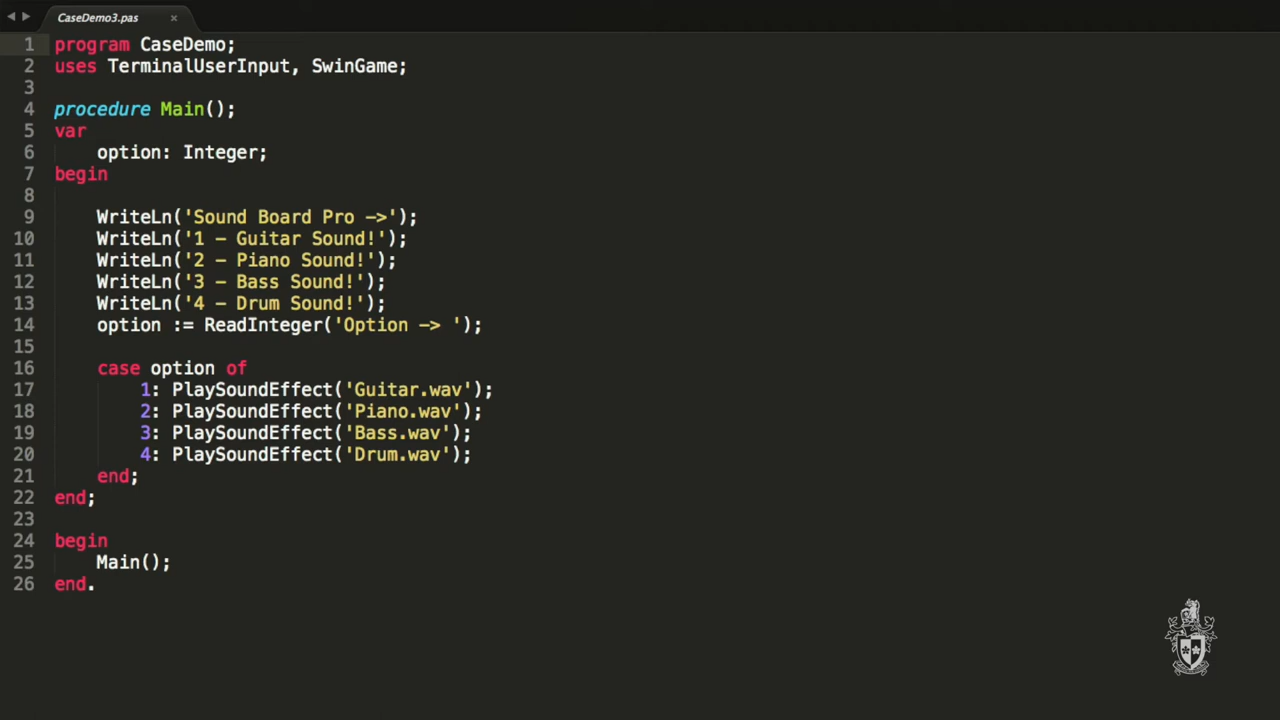 CaseDemo3.pas ×
1 program CaseDemo;
2 uses TerminalUserInput, SwinGame;
3
4 procedure Main();
5 var
6     option: Integer;
7 begin
8
9     WriteLn('Sound Board Pro ->');
10     WriteLn('1 - Guitar Sound!');
11     WriteLn('2 - Piano Sound!');
12     WriteLn('3 - Bass Sound!');
13     WriteLn('4 - Drum Sound!');
14     option := ReadInteger('Option -> ');
15
16     case option of
17         1: PlaySoundEffect('Guitar.wav');
18         2: PlaySoundEffect('Piano.wav');
19         3: PlaySoundEffect('Bass.wav');
20         4: PlaySoundEffect('Drum.wav');
21     end;
22 end;
23
24 begin
25     Main();
26 end.